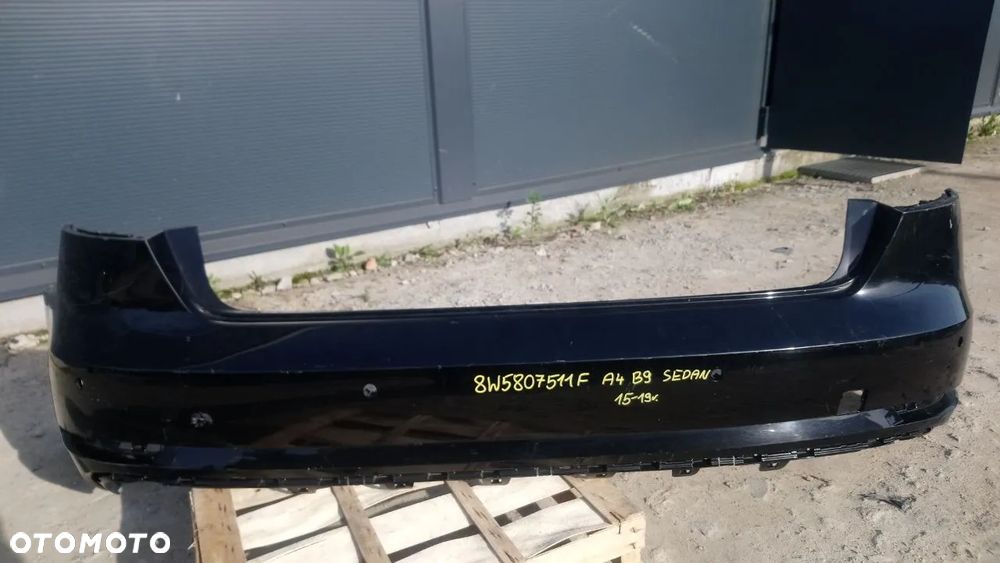 8W5807511F A4 B9 SEDAN
15-19r.
OTOMOTO